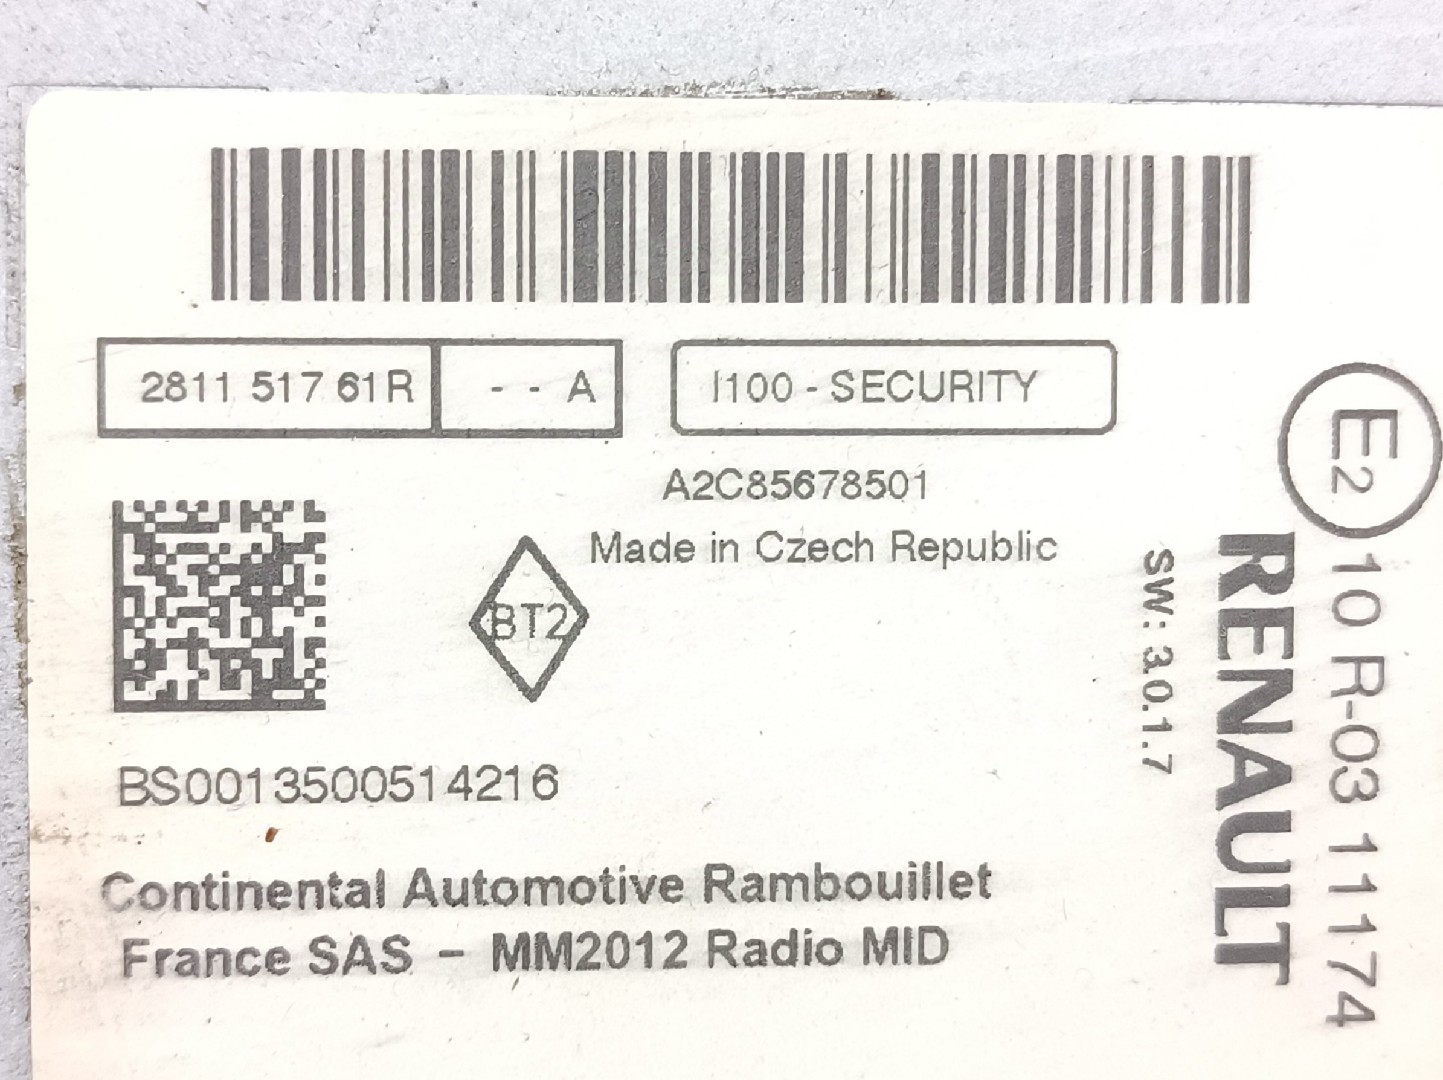 2811 517 61R - - A I100 - SECURITY
A2C85678501
Made in Czech Republic
BT2
BS0013500514216
Continental Automotive Rambouillet
France SAS - MM2012 Radio MID
SW: 3.0.1.7
RENAULT
E2
10 R-03 11174